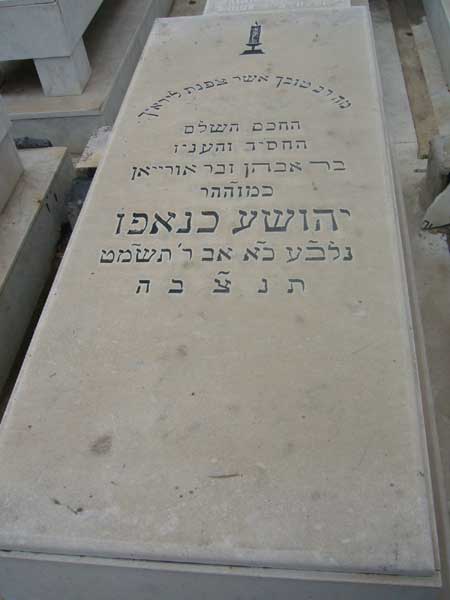 מה רב טובך אשר צפנת ליראיך
החכם השלם
החסיד והעניו
בר אבהן ובר אוריין
כמוהר״ר
יהושע כנאפו
נלב״ע כ״א אב ה׳תשמ״ט
ת נ צ ב ה